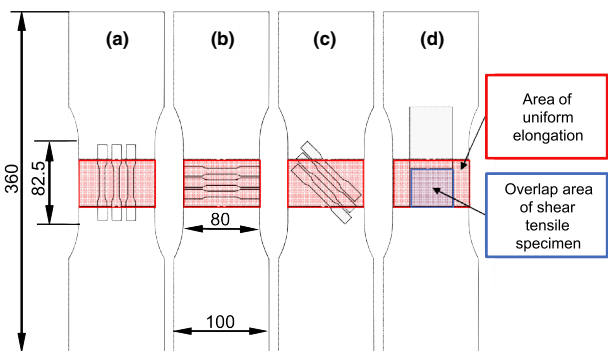 (a)
(b)
(c)
(d)
360
82.5
80
100
Area of
uniform
elongation
Overlap area
of shear
tensile
specimen